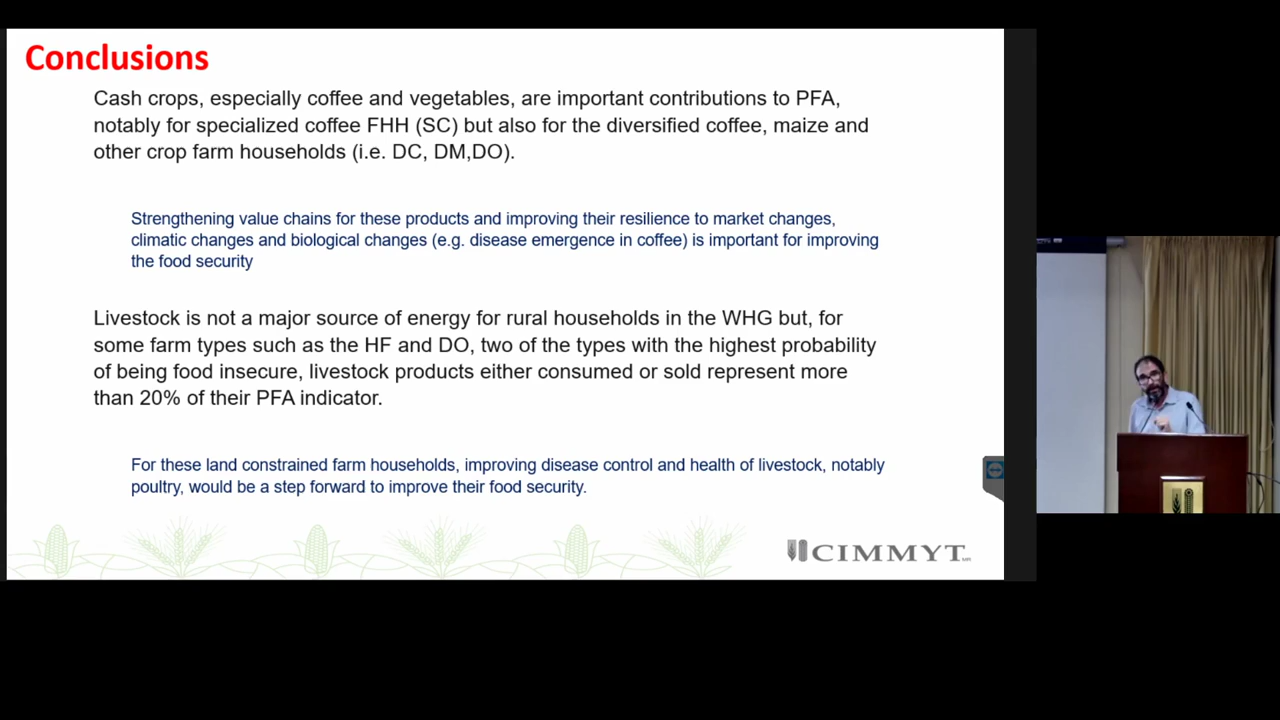 Conclusions
Cash crops, especially coffee and vegetables, are important contributions to PFA,
notably for specialized coffee FHH (SC) but also for the diversified coffee, maize and
other crop farm households (i.e. DC, DM,DO).
Strengthening value chains for these products and improving their resilience to market changes,
climatic changes and biological changes (e.g. disease emergence in coffee) is important for improving
the food security
Livestock is not a major source of energy for rural households in the WHG but, for
some farm types such as the HF and DO, two of the types with the highest probability
of being food insecure, livestock products either consumed or sold represent more
than 20% of their PFA indicator.
For these land constrained farm households, improving disease control and health of livestock, notably
poultry, would be a step forward to improve their food security.
CIMMYT